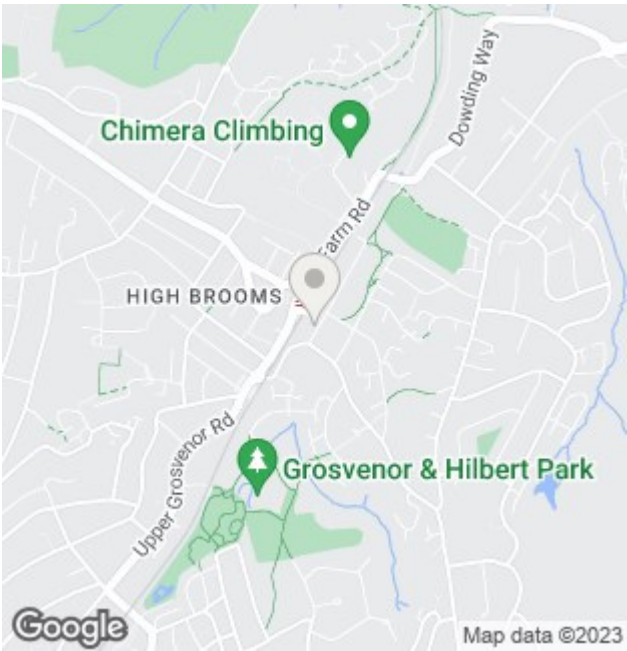 Dowding Way
Chimera Climbing
Farm Rd
HIGH BROOMS
Upper Grosvenor Rd
Grosvenor & Hilbert Park
Google
Map data ©2023